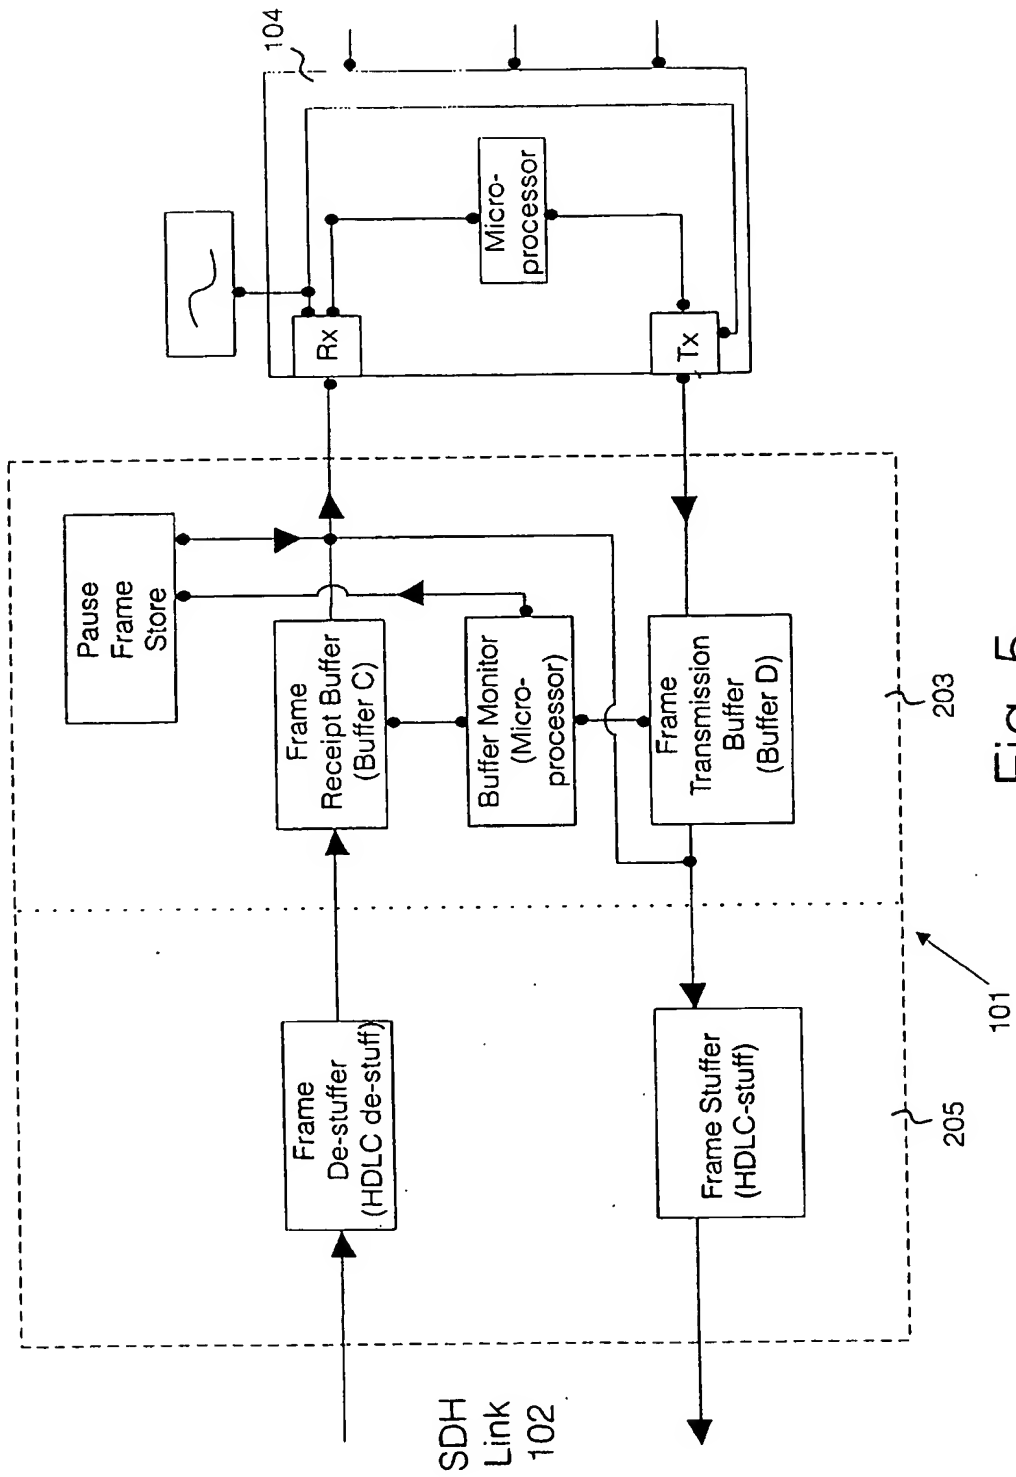 SDH
Link
102
Frame
De-stuffer
(HDLC de-stuff)
Frame Stuffer
(HDLC-stuff)
205
101
Pause
Frame
Store
Frame
Receipt Buffer
(Buffer C)
Buffer Monitor
(Micro-
processor)
Frame
Transmission
Buffer
(Buffer D)
203
104
Rx
Micro-
processor
Tx
Fig. 5